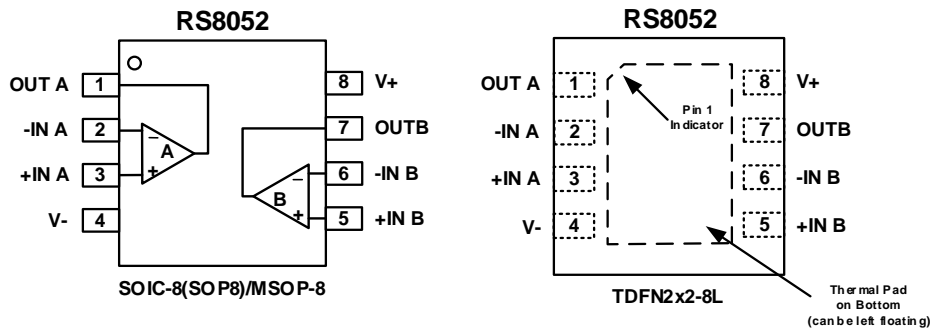 RS8052
OUT A 1
-IN A 2
+IN A 3
V- 4
8 V+
7 OUTB
6 -IN B
5 +IN B
A
B
− +
− +
SOIC-8(SOP8)/MSOP-8
RS8052
OUT A 1
-IN A 2
+IN A 3
V- 4
8 V+
7 OUTB
6 -IN B
5 +IN B
Pin 1
Indicator
TDFN2x2-8L
Thermal Pad
on Bottom
(can be left floating)